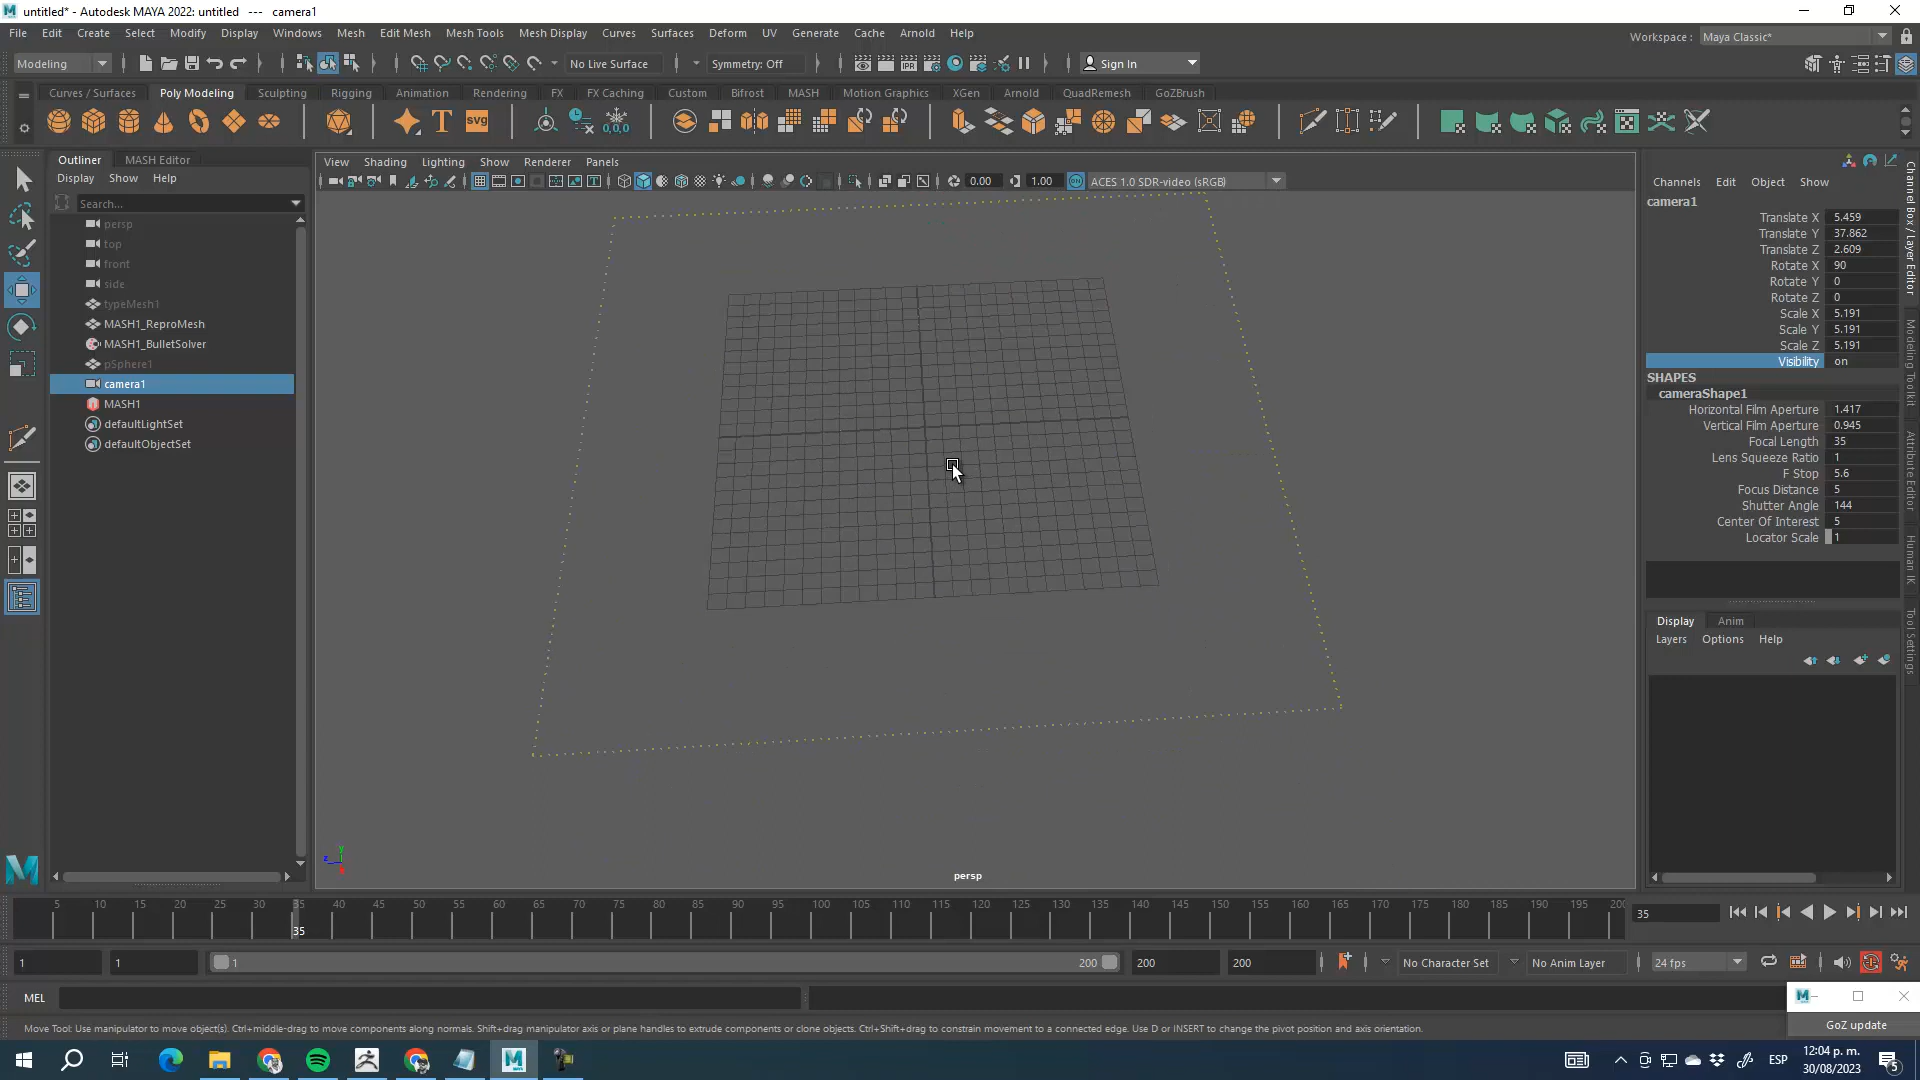 untitled* - Autodesk MAYA 2022: untitled --- camera1
File Edit Create Select Modify Display Windows Mesh Edit Mesh Mesh Tools Mesh Display Curves Surfaces Deform UV Generate Cache Arnold Help
Workspace : Maya Classic*
Modeling No Live Surface Symmetry: Off Sign In
Curves / Surfaces Poly Modeling Sculpting Rigging Animation Rendering FX FX Caching Custom Bifrost MASH Motion Graphics XGen Arnold QuadRemesh GoZBrush
Outliner MASH Editor
Display Show Help
Search...
persp
top
front
side
typeMesh1
MASH1_ReproMesh
MASH1_BulletSolver
pSphere1
camera1
MASH1
defaultLightSet
defaultObjectSet
View Shading Lighting Show Renderer Panels
0.00 1.00 ACES 1.0 SDR-video (sRGB)
persp
Channels Edit Object Show
camera1
Translate X 5.459
Translate Y 37.862
Translate Z 2.609
Rotate X 90
Rotate Y 0
Rotate Z 0
Scale X 5.191
Scale Y 5.191
Scale Z 5.191
Visibility on
SHAPES
cameraShape1
Horizontal Film Aperture 1.417
Vertical Film Aperture 0.945
Focal Length 35
Lens Squeeze Ratio 1
F Stop 5.6
Focus Distance 5
Shutter Angle 144
Center Of Interest 5
Locator Scale 1
Display Anim
Layers Options Help
Channel Box / Layer Editor
Modeling Toolkit
Attribute Editor
Human IK
Tool Settings
5 10 15 20 25 30 35 40 45 50 55 60 65 70 75 80 85 90 95 100 105 110 115 120 125 130 135 140 145 150 155 160 165 170 175 180 185 190 195 200
35
35
1 1 1 200 200 200 No Character Set No Anim Layer 24 fps
MEL
GoZ update
Move Tool: Use manipulator to move object(s). Ctrl+middle-drag to move components along normals. Shift+drag manipulator axis or plane handles to extrude components or clone objects. Ctrl+Shift+drag to constrain movement to a connected edge. Use D or INSERT to change the pivot position and axis orientation.
ESP
12:04 p. m.
30/08/2023
5